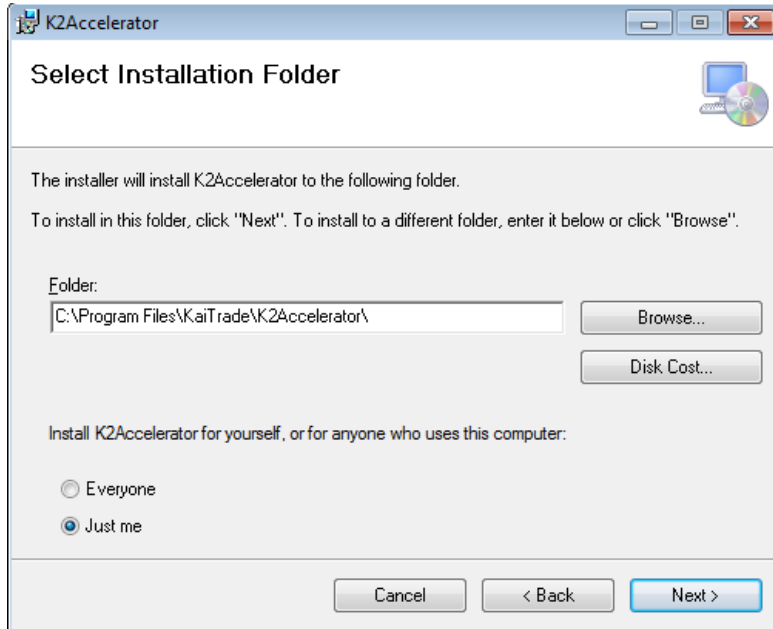 K2Accelerator
Select Installation Folder
The installer will install K2Accelerator to the following folder.
To install in this folder, click "Next". To install to a different folder, enter it below or click "Browse".
Folder:
C:\Program Files\KaiTrade\K2Accelerator\
Browse...
Disk Cost...
Install K2Accelerator for yourself, or for anyone who uses this computer:
Everyone
Just me
Cancel
< Back
Next >